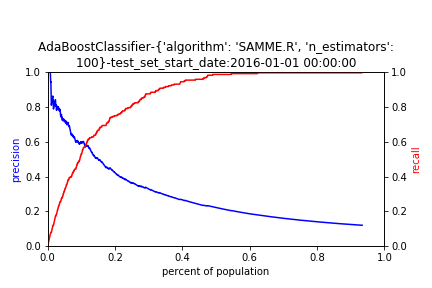 AdaBoostClassifier-{'algorithm': 'SAMME.R', 'n_estimators':
100}-test_set_start_date:2016-01-01 00:00:00
1.0 1.0
0.8 0.8
0.6 0.6
precision recall
0.4 0.4
0.2 0.2
0.0 0.0
0.0 0.2 0.4 0.6 0.8 1.0
percent of population